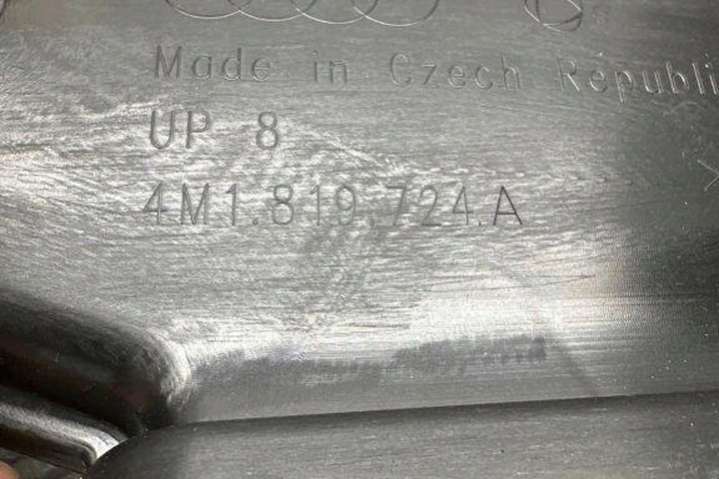 Made in Czech Republi
UP 8
4M1.819.724.A